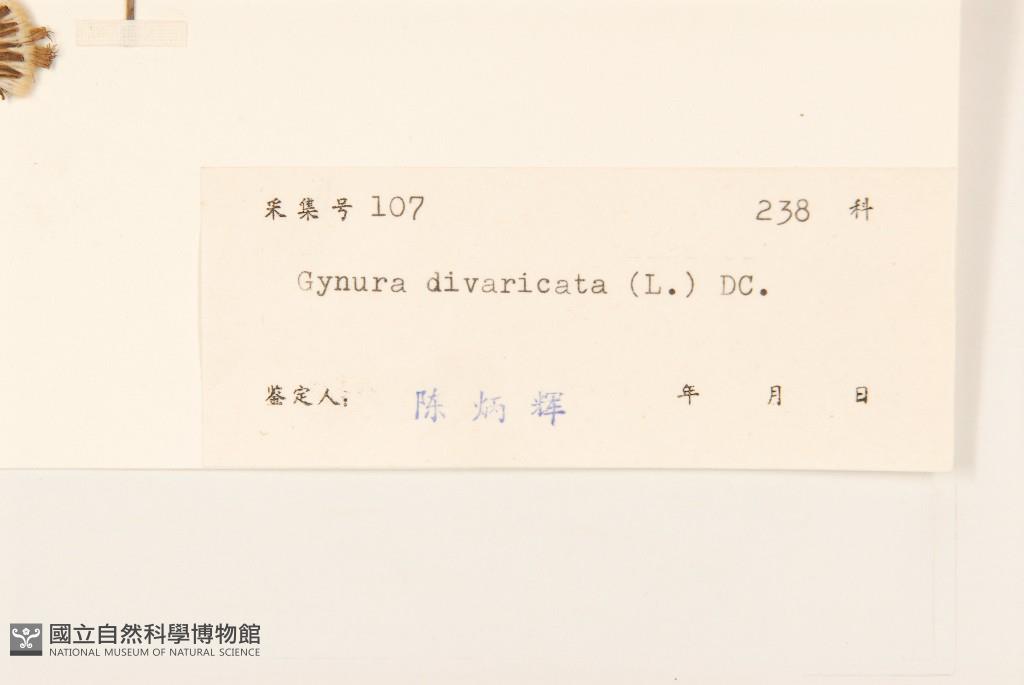 采集号 107 238 科
Gynura divaricata (L.) DC.
鉴定人: 陈炳辉 年 月 日
國立自然科學博物館
NATIONAL MUSEUM OF NATURAL SCIENCE